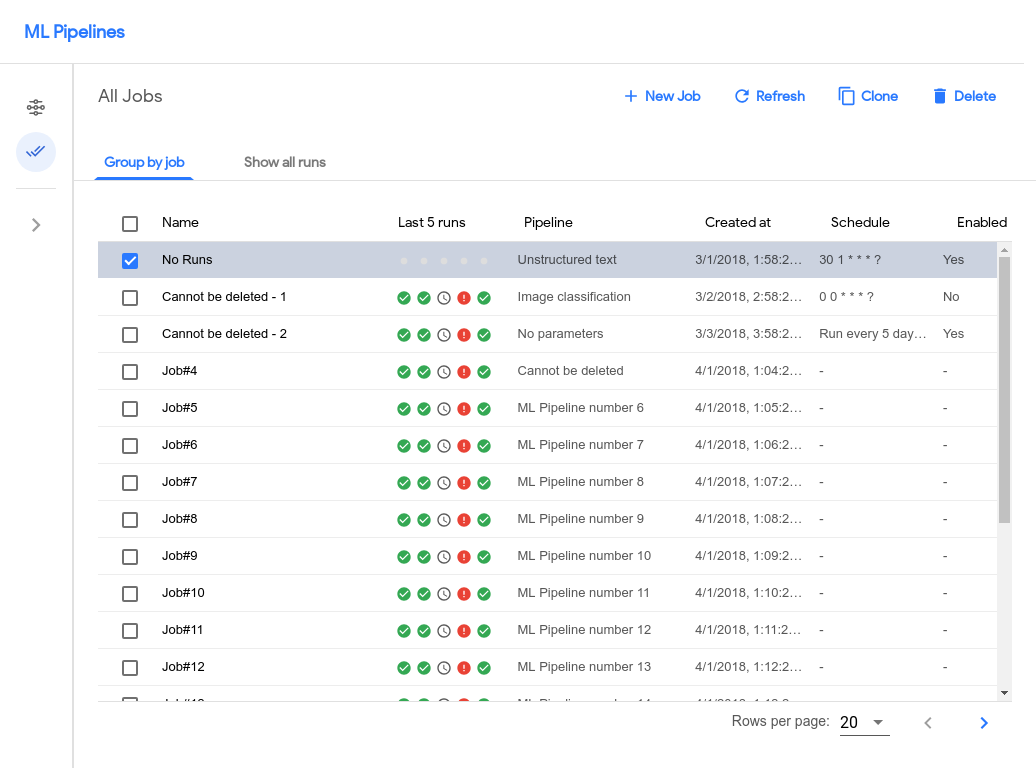 ML Pipelines
All Jobs
New Job Refresh Clone Delete
Group by job Show all runs
Name Last 5 runs Pipeline Created at Schedule Enabled
No Runs Unstructured text 3/1/2018, 1:58:2… 30 1 * * * ? Yes
Cannot be deleted - 1 Image classification 3/2/2018, 2:58:2… 0 0 * * * ? No
Cannot be deleted - 2 No parameters 3/3/2018, 3:58:2… Run every 5 day… Yes
Job#4 Cannot be deleted 4/1/2018, 1:04:2… - -
Job#5 ML Pipeline number 6 4/1/2018, 1:05:2… - -
Job#6 ML Pipeline number 7 4/1/2018, 1:06:2… - -
Job#7 ML Pipeline number 8 4/1/2018, 1:07:2… - -
Job#8 ML Pipeline number 9 4/1/2018, 1:08:2… - -
Job#9 ML Pipeline number 10 4/1/2018, 1:09:2… - -
Job#10 ML Pipeline number 11 4/1/2018, 1:10:2… - -
Job#11 ML Pipeline number 12 4/1/2018, 1:11:2… - -
Job#12 ML Pipeline number 13 4/1/2018, 1:12:2… - -
Rows per page: 20